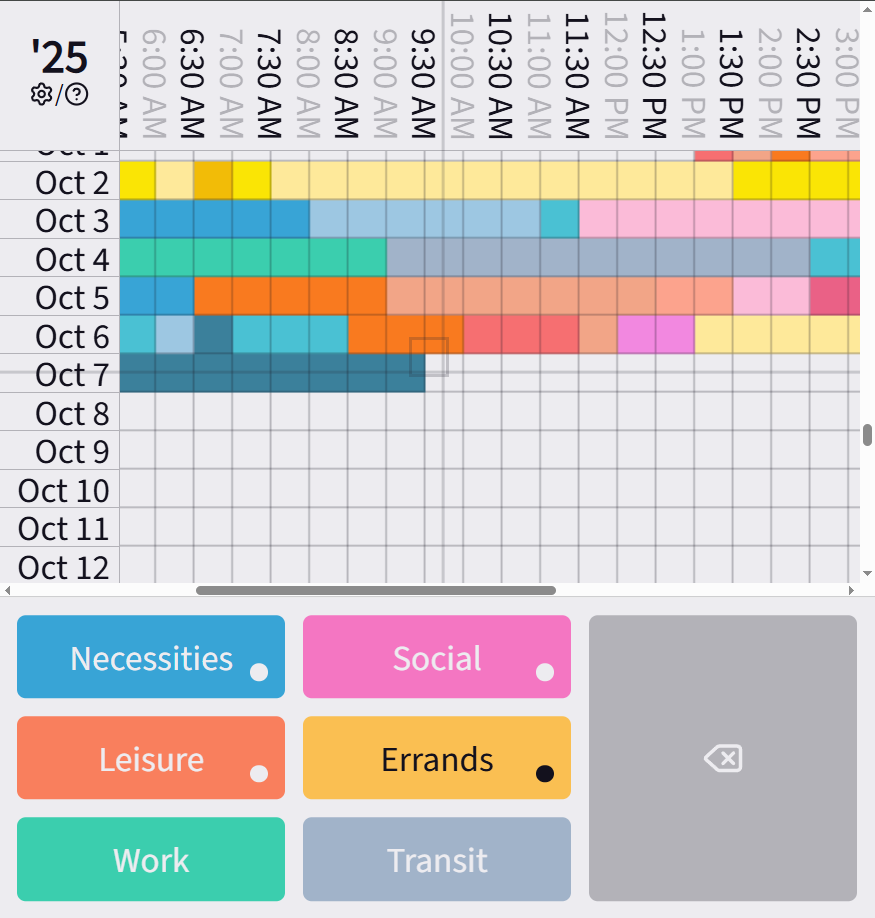 '25
/
6:00 AM
6:30 AM
7:00 AM
7:30 AM
8:00 AM
8:30 AM
9:00 AM
9:30 AM
10:00 AM
10:30 AM
11:00 AM
11:30 AM
12:00 PM
12:30 PM
1:00 PM
1:30 PM
2:00 PM
2:30 PM
3:00 PM
Oct 1
Oct 2
Oct 3
Oct 4
Oct 5
Oct 6
Oct 7
Oct 8
Oct 9
Oct 10
Oct 11
Oct 12
Necessities
Social
Leisure
Errands
Work
Transit